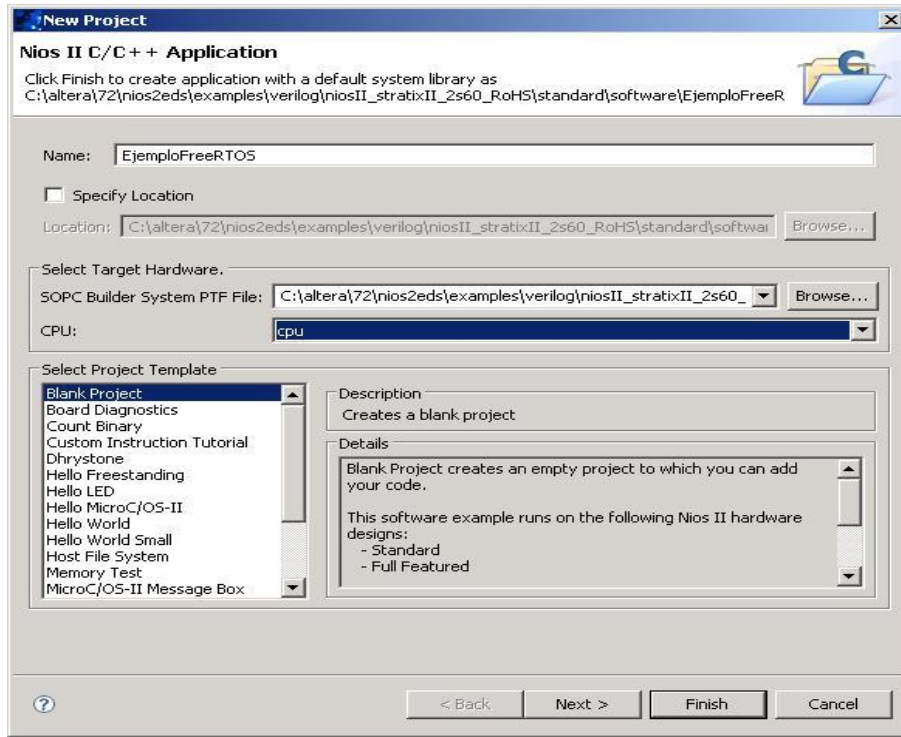 New Project
Nios II C/C++ Application
Click Finish to create application with a default system library as
C:\altera\72\nios2eds\examples\verilog\niosII_stratixII_2s60_RoHS\standard\software\EjemploFreeR
Name: EjemploFreeRTOS
Specify Location
Location: C:\altera\72\nios2eds\examples\verilog\niosII_stratixII_2s60_RoHS\standard\softwar Browse...
Select Target Hardware.
SOPC Builder System PTF File: C:\altera\72\nios2eds\examples\verilog\niosII_stratixII_2s60_ Browse...
CPU: cpu
Select Project Template
Blank Project
Board Diagnostics
Count Binary
Custom Instruction Tutorial
Dhrystone
Hello Freestanding
Hello LED
Hello MicroC/OS-II
Hello World
Hello World Small
Host File System
Memory Test
MicroC/OS-II Message Box
Description
Creates a blank project
Details
Blank Project creates an empty project to which you can add
your code.
This software example runs on the following Nios II hardware
designs:
- Standard
- Full Featured
? < Back Next > Finish Cancel